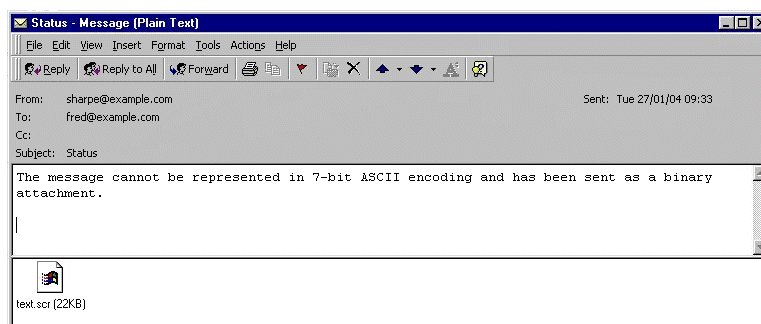 Status - Message (Plain Text)
File Edit View Insert Format Tools Actions Help
Reply Reply to All Forward
From: sharpe@example.com Sent: Tue 27/01/04 09:33
To: fred@example.com
Cc:
Subject: Status
The message cannot be represented in 7-bit ASCII encoding and has been sent as a binary
attachment.
text.scr (22KB)